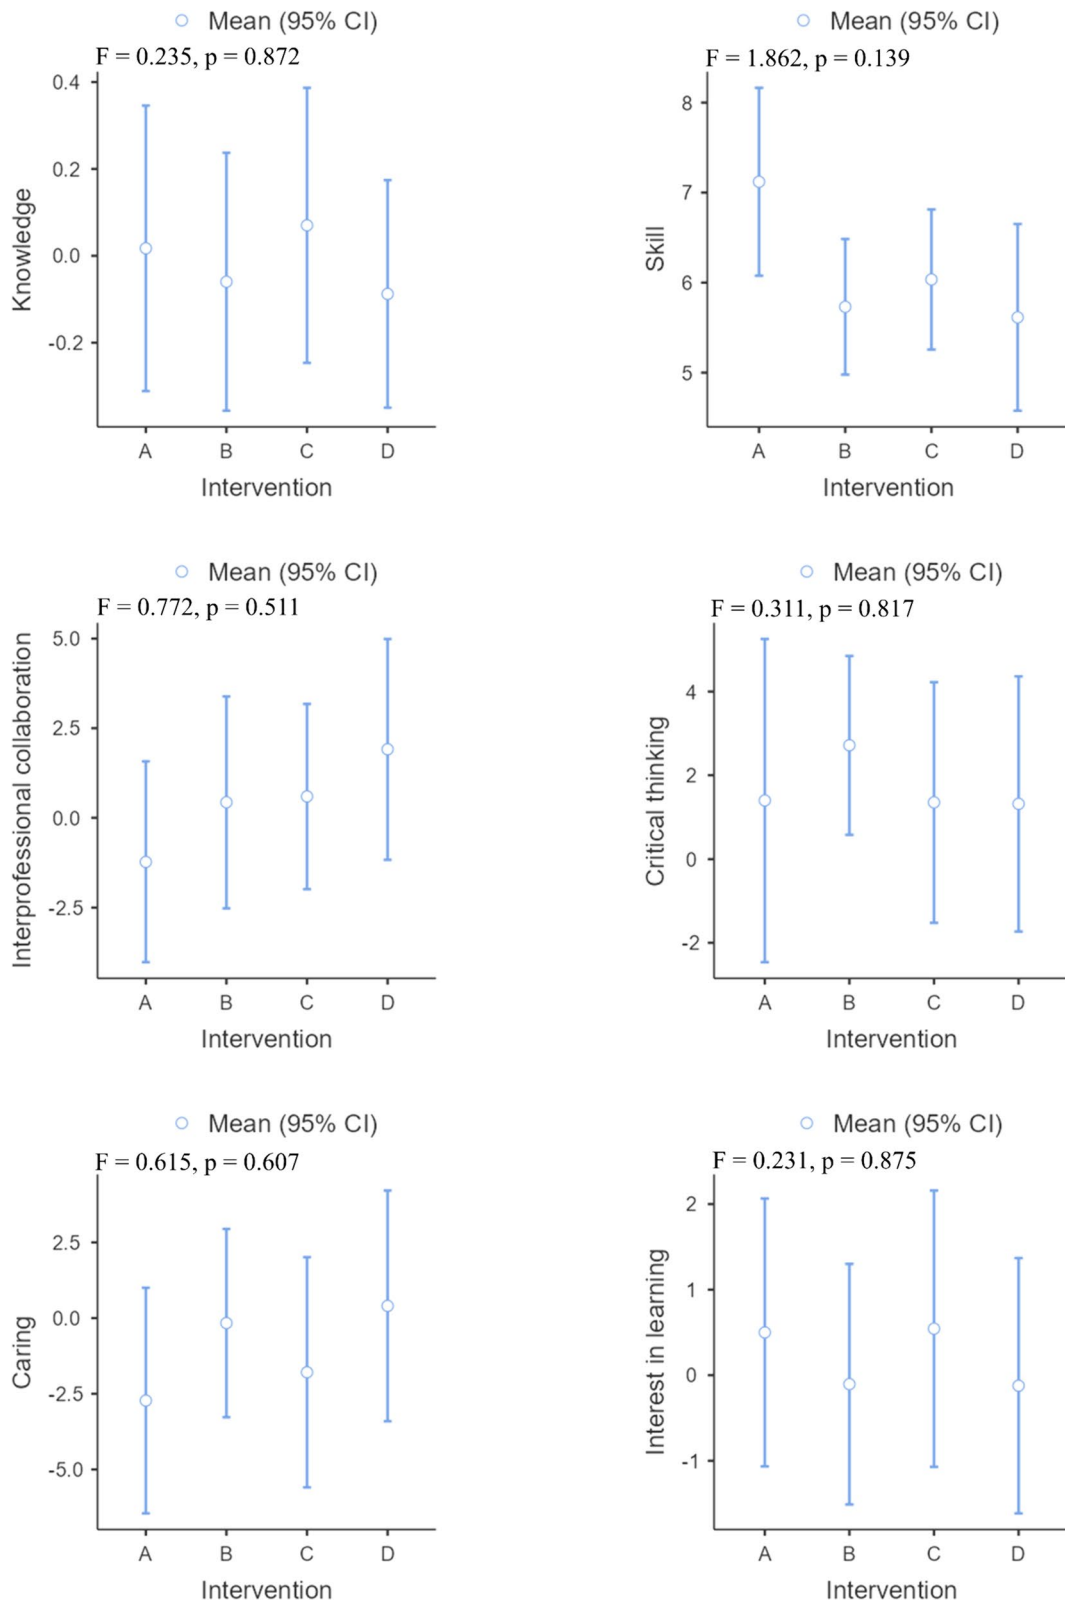 Mean (95% CI)
F = 0.235, p = 0.872
Knowledge
0.4
0.2
0.0
-0.2
A B C D
Intervention
Mean (95% CI)
F = 1.862, p = 0.139
Skill
8
7
6
5
A B C D
Intervention
Mean (95% CI)
F = 0.772, p = 0.511
Interprofessional collaboration
5.0
2.5
0.0
-2.5
A B C D
Intervention
Mean (95% CI)
F = 0.311, p = 0.817
Critical thinking
4
2
0
-2
A B C D
Intervention
Mean (95% CI)
F = 0.615, p = 0.607
Caring
2.5
0.0
-2.5
-5.0
A B C D
Intervention
Mean (95% CI)
F = 0.231, p = 0.875
Interest in learning
2
1
0
-1
A B C D
Intervention